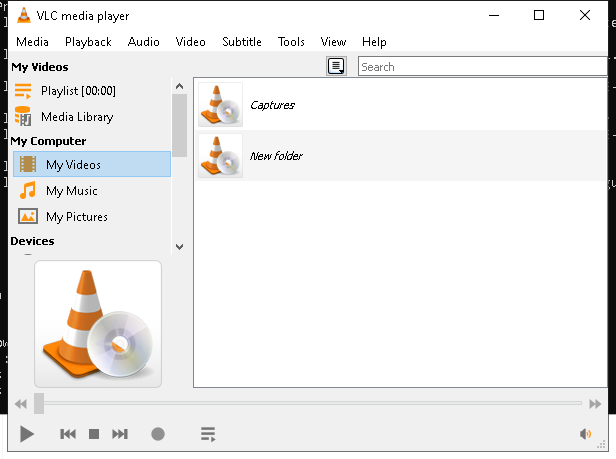 VLC media player
Media Playback Audio Video Subtitle Tools View Help
My Videos
Search
Playlist [00:00]
Media Library
My Computer
My Videos
My Music
My Pictures
Devices
Captures
New folder